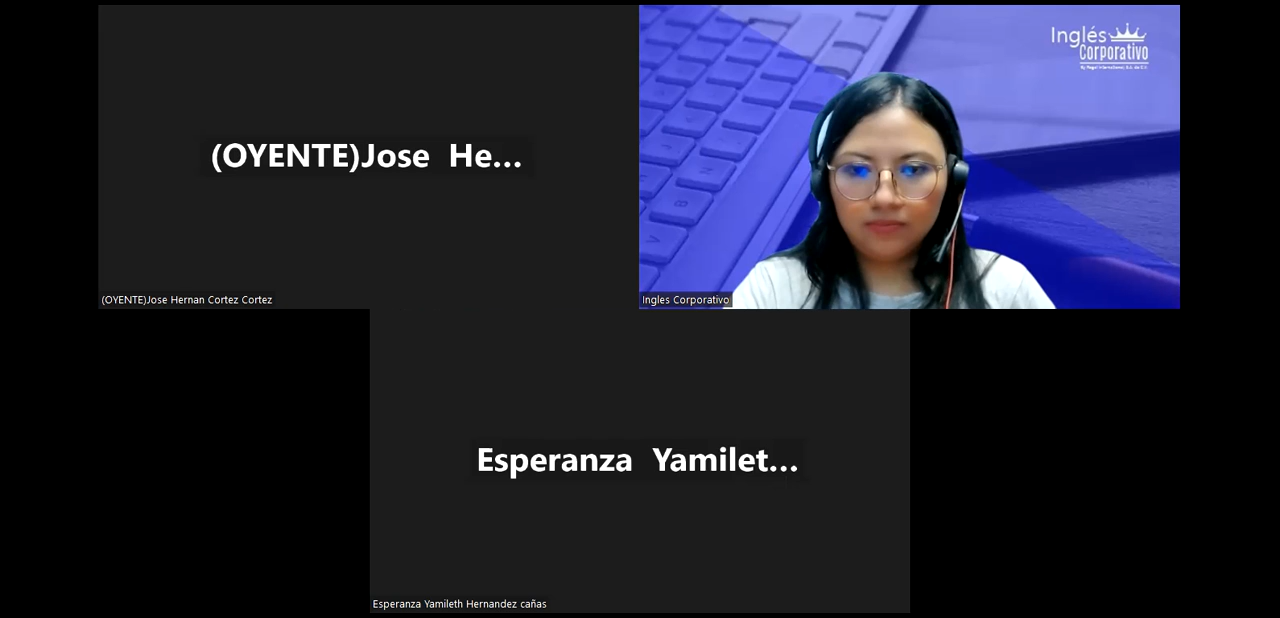 (OYENTE)Jose He...
(OYENTE)Jose Hernan Cortez Cortez
Inglés
Corporativo
Ingles Corporativo
Esperanza Yamilet...
Esperanza Yamileth Hernandez cañas